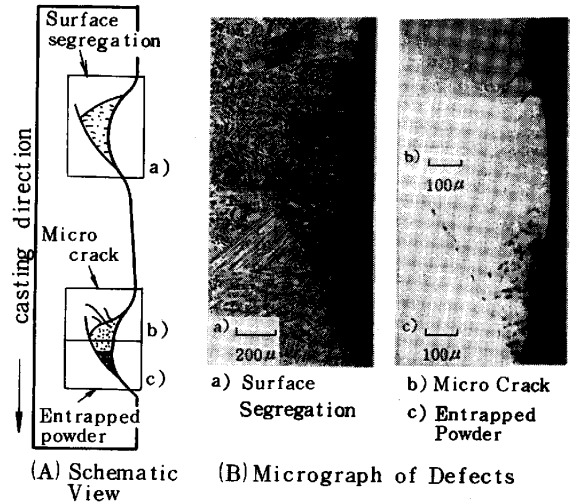 Surface
segregation
a)
casting direction
Micro
crack
b)
c)
Entrapped
powder
(A) Schematic
View
a)
200μ
b)
100μ
c)
100μ
a) Surface
Segregation
b) Micro Crack
c) Entrapped
Powder
(B) Micrograph of Defects